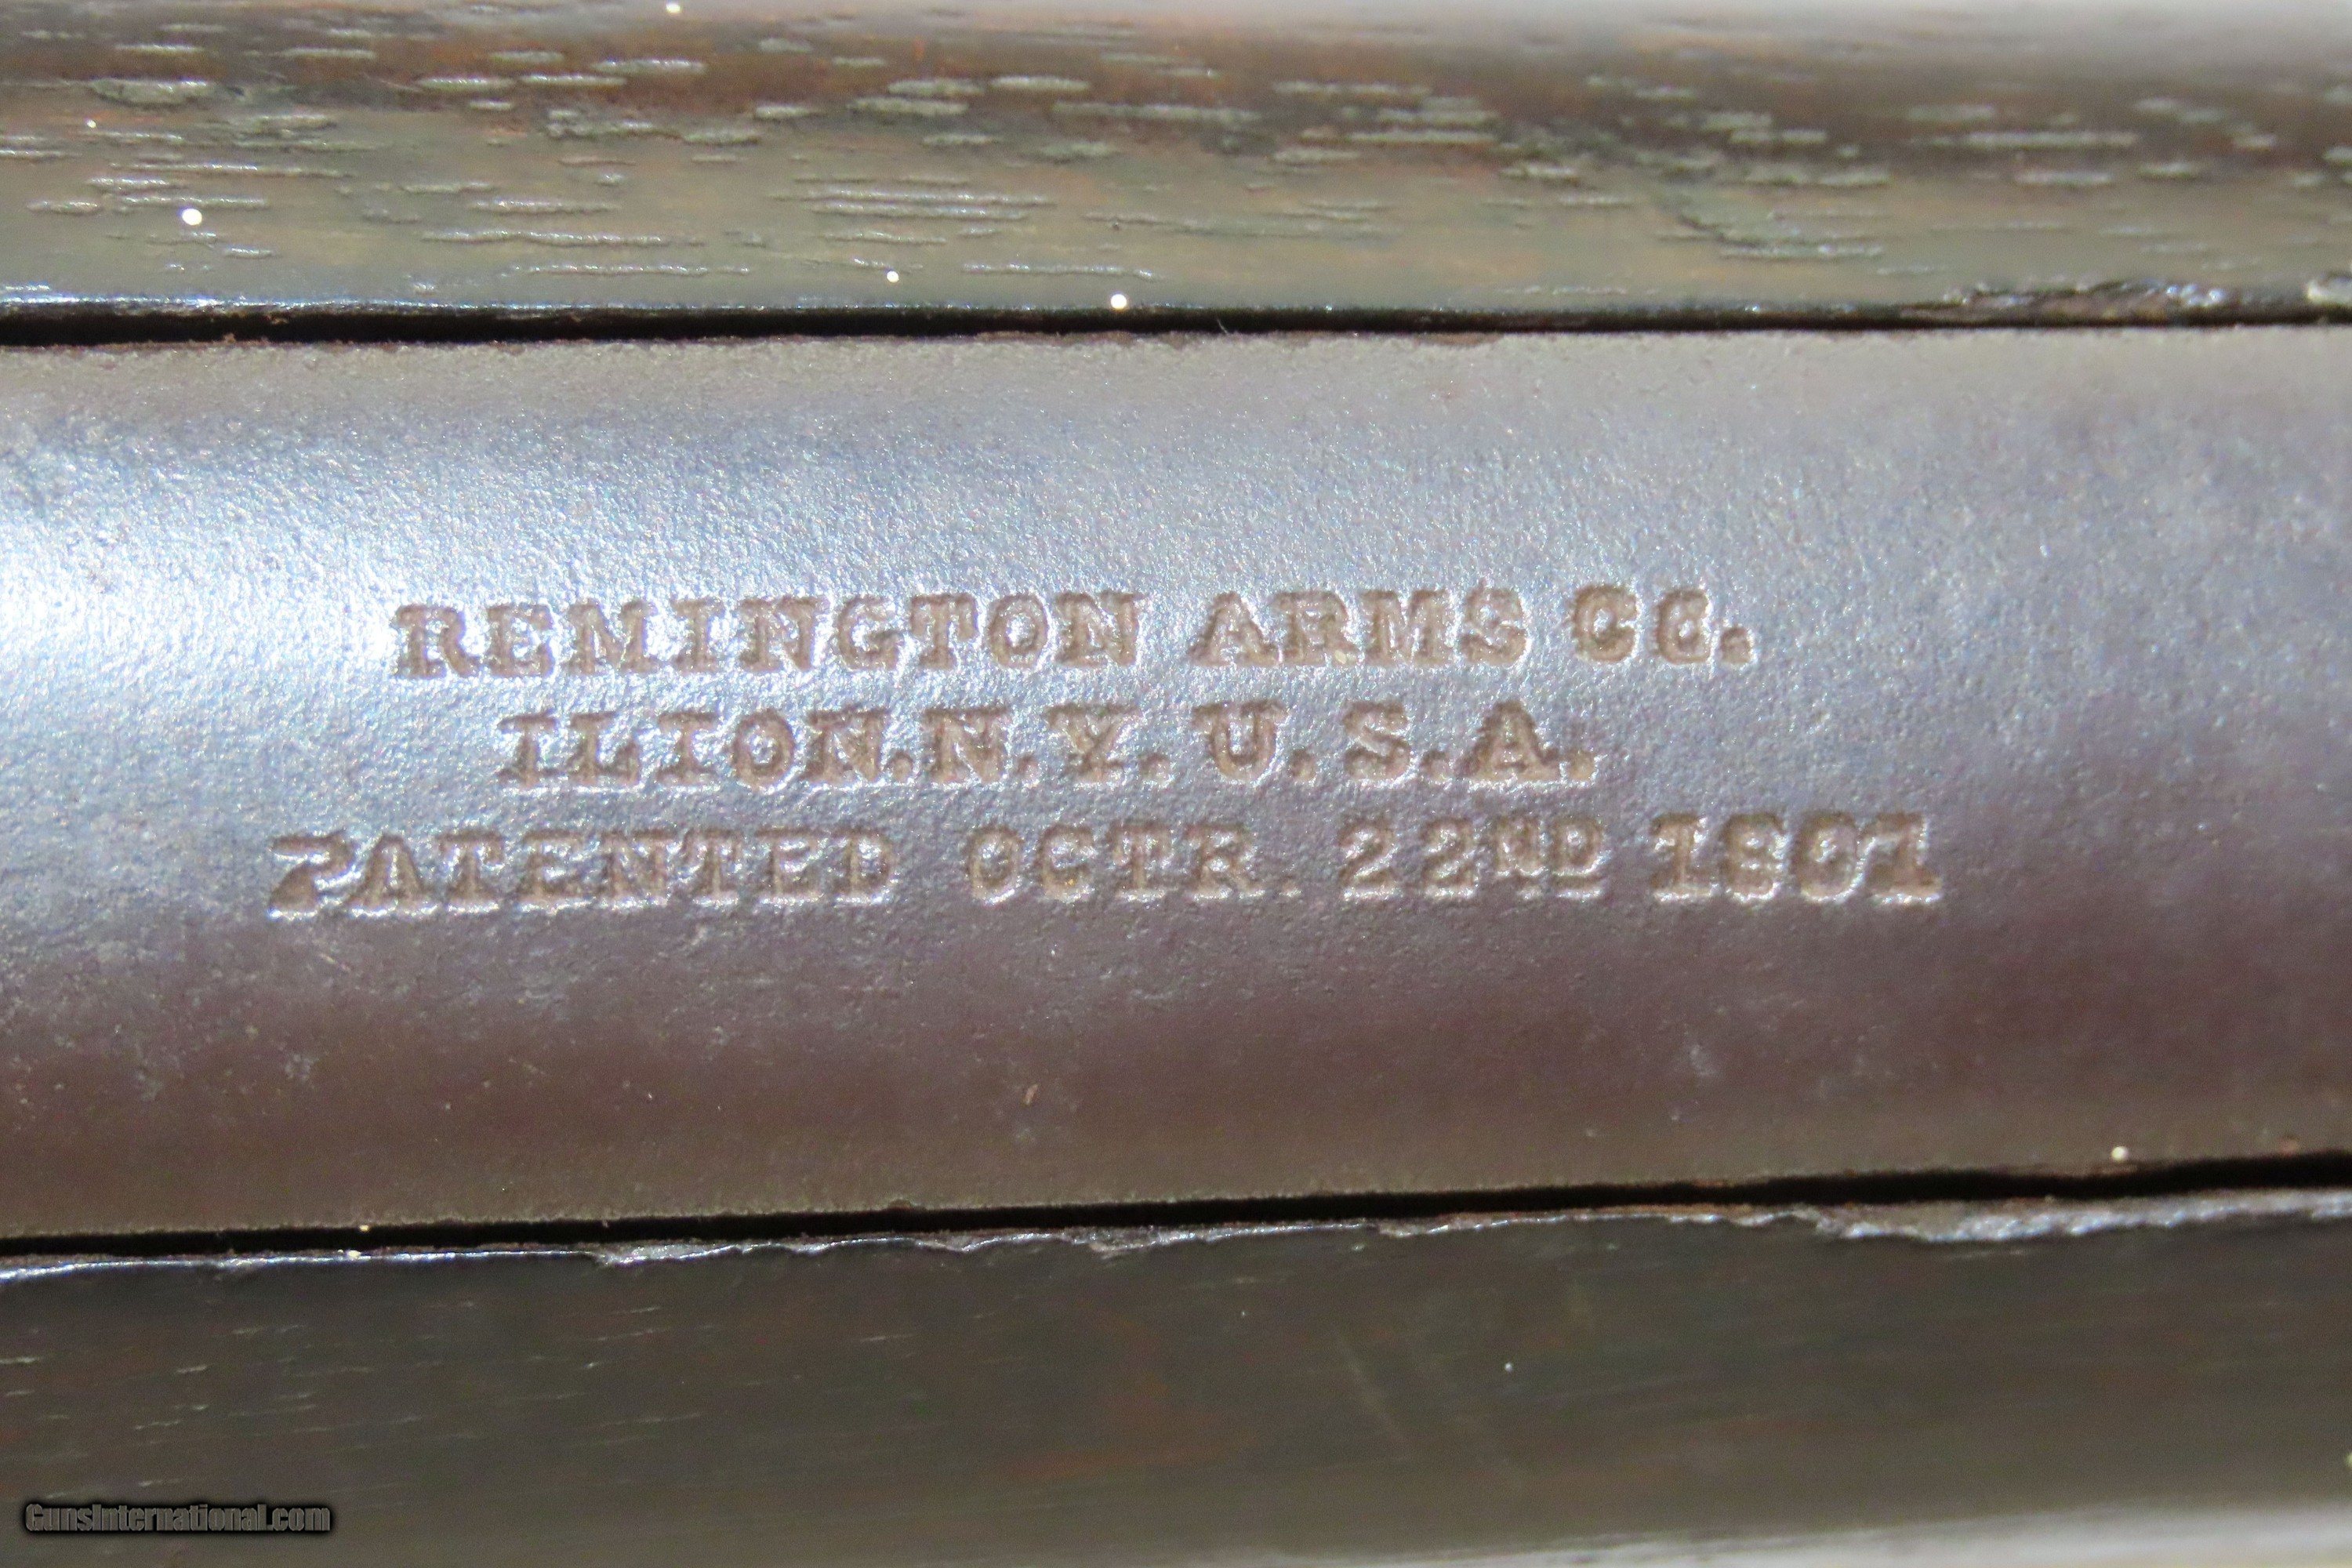 REMINGTON ARMS Co.
ILION.N.Y. U.S.A.
PATENTED OCTR. 22ND 1901
GunsInternational.com